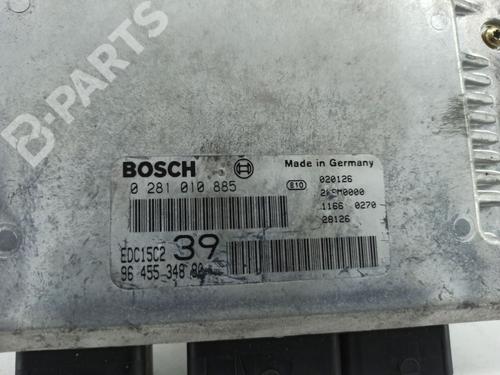 B-PARTS
BOSCH
Made in Germany
0 281 010 885
e10
020126
1166 0270
28126
EDC15C2 39
96 455 348 80